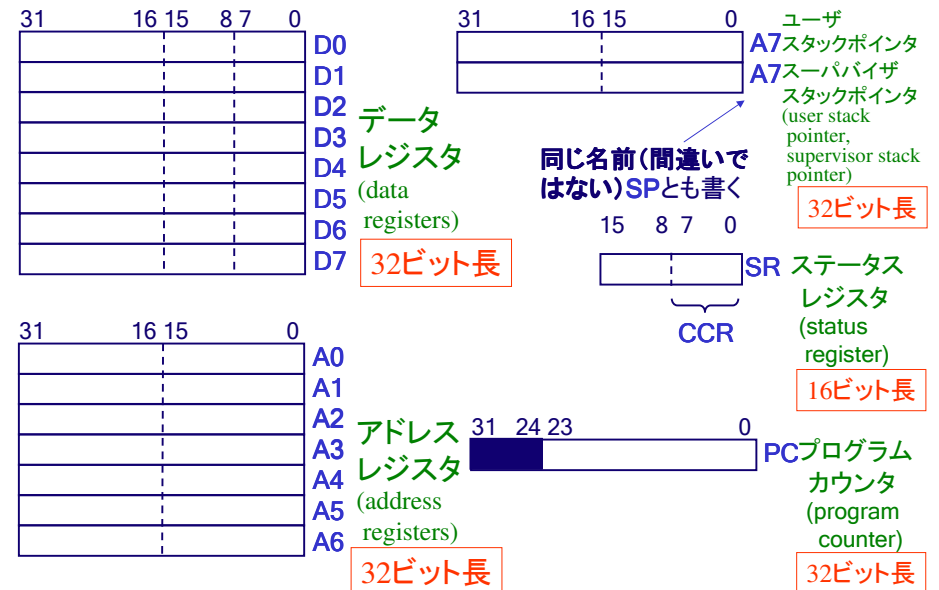 31 16 15 8 7 0
D0
D1
D2
D3
D4
D5
D6
D7
データ
レジスタ
(data
registers)
32ビット長
31 16 15 0
A7
A7
ユーザ
スタックポインタ
スーパバイザ
スタックポインタ
(user stack
pointer,
supervisor stack
pointer)
32ビット長
同じ名前(間違いで
はない)SPとも書く
15 8 7 0
SR
CCR
ステータス
レジスタ
(status
register)
16ビット長
31 16 15 0
A0
A1
A2
A3
A4
A5
A6
アドレス
レジスタ
(address
registers)
32ビット長
31 24 23 0
PC
プログラム
カウンタ
(program
counter)
32ビット長